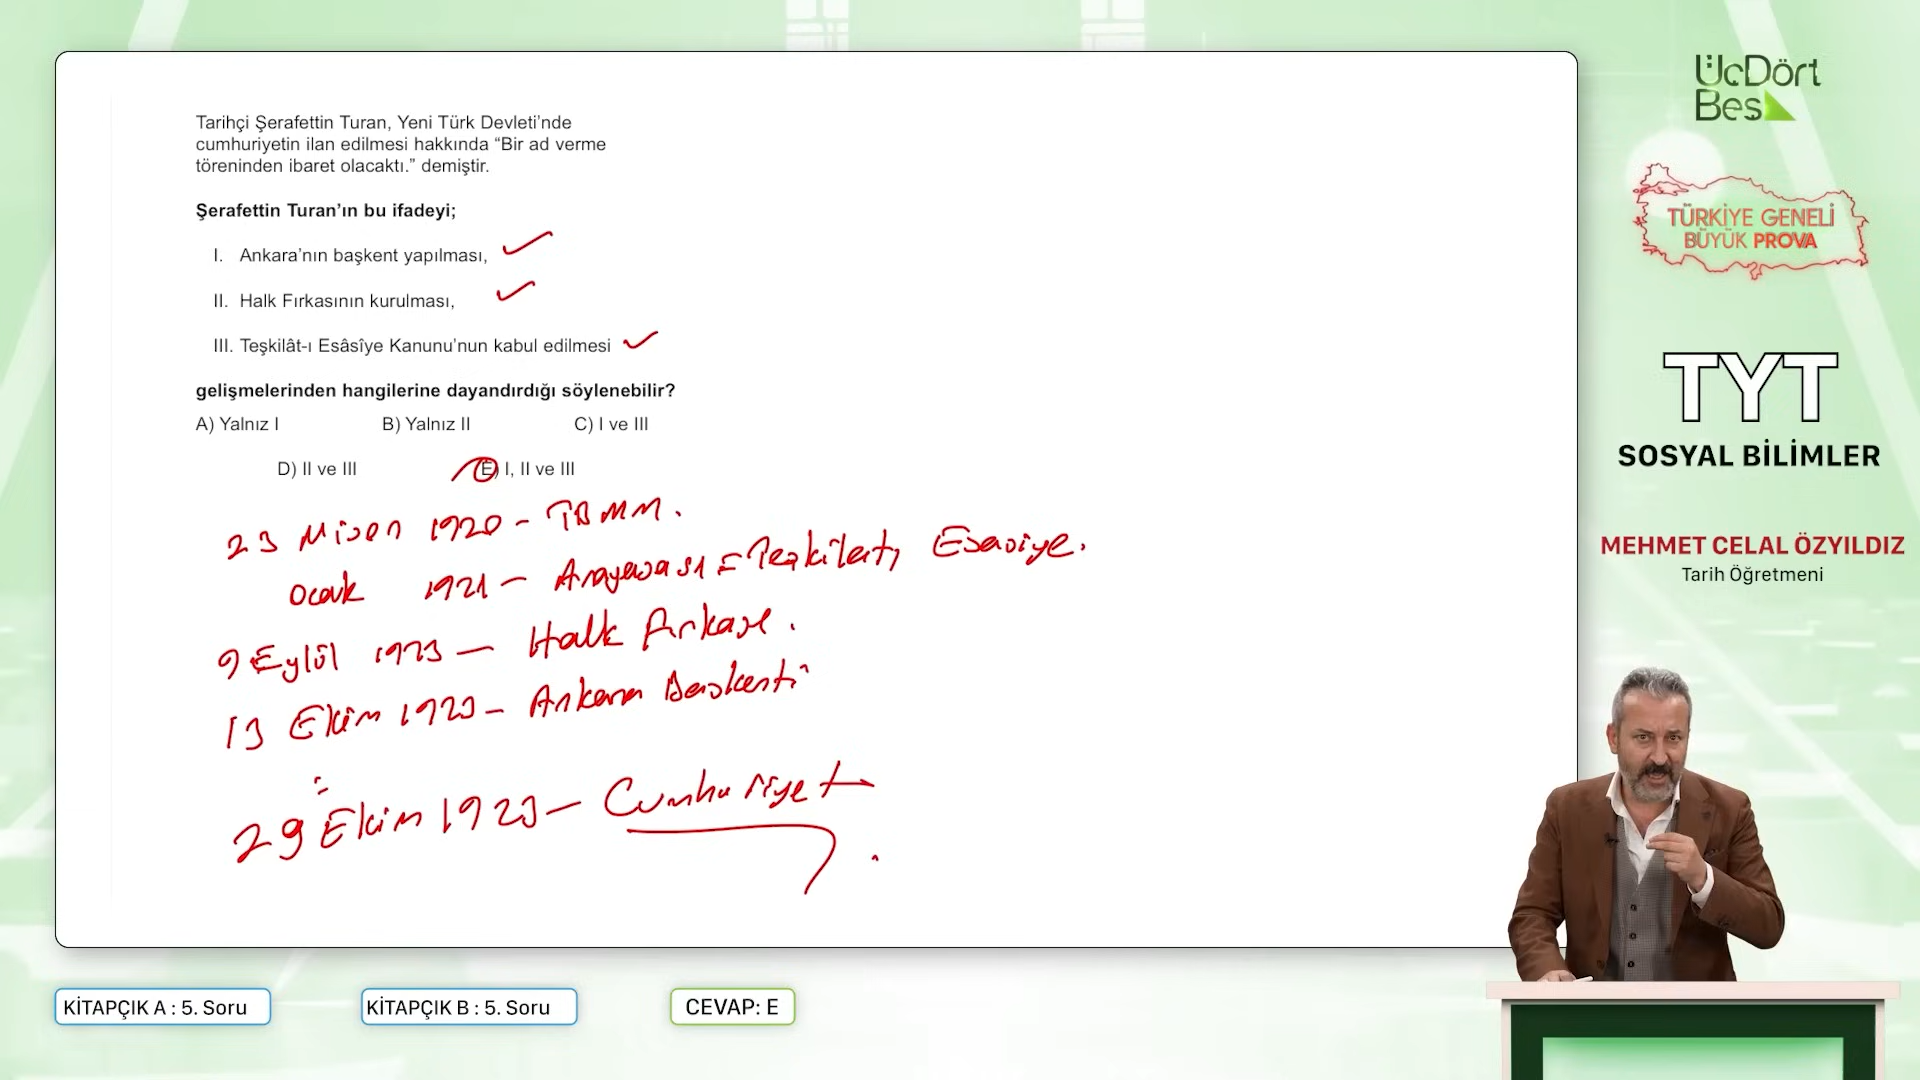 Tarihçi Şerafettin Turan, Yeni Türk Devleti’nde
cumhuriyetin ilan edilmesi hakkında “Bir ad verme
töreninden ibaret olacaktı.” demiştir.
Şerafettin Turan’ın bu ifadeyi;
I. Ankara’nın başkent yapılması,
II. Halk Fırkasının kurulması,
III. Teşkilât-ı Esâsîye Kanunu’nun kabul edilmesi
gelişmelerinden hangilerine dayandırdığı söylenebilir?
A) Yalnız I B) Yalnız II C) I ve III
D) II ve III E) I, II ve III
23 Nisan 1920 - TBMM.
Ocak 1921 - Anayasası = Teşkilatı Esasiye.
9 Eylül 1923 - Halk Fırkası.
13 Ekim 1923 - Ankara Başkenti
29 Ekim 1923 - Cumhuriyet
ÜçDört
Beş
TÜRKİYE GENELİ
BÜYÜK PROVA
TYT
SOSYAL BİLİMLER
MEHMET CELAL ÖZYILDIZ
Tarih Öğretmeni
KİTAPÇIK A : 5. Soru
KİTAPÇIK B : 5. Soru
CEVAP: E